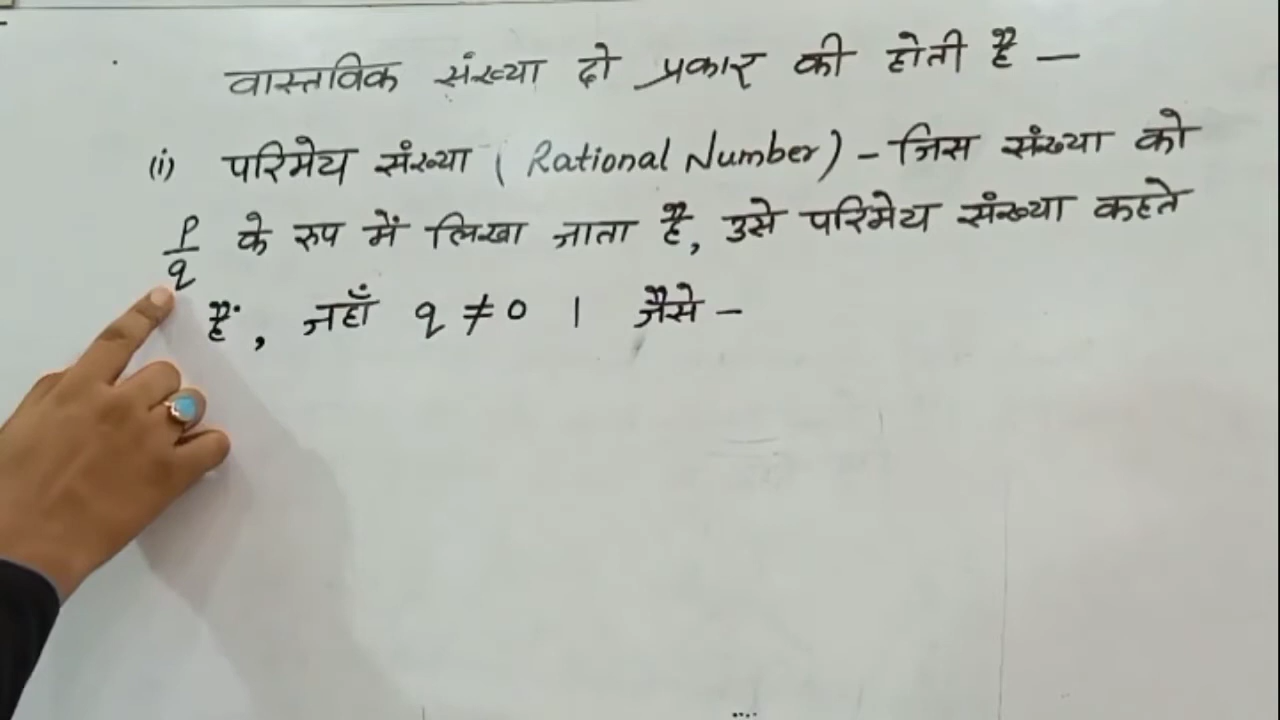 वास्तविक संख्या दो प्रकार की होती है —
(i) परिमेय संख्या ( Rational Number ) – जिस संख्या को
p/q के रुप में लिखा जाता है, उसे परिमेय संख्या कहते
हैं, जहाँ q ≠ 0 । जैसे –